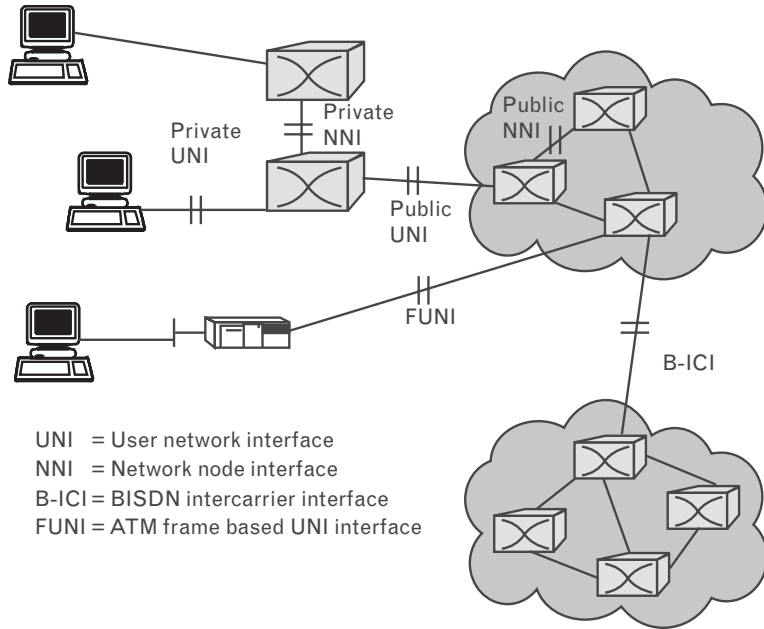 Private
UNI
Private
NNI
Public
NNI
Public
UNI
FUNI
B-ICI
UNI = User network interface
NNI = Network node interface
B-ICI = BISDN intercarrier interface
FUNI = ATM frame based UNI interface